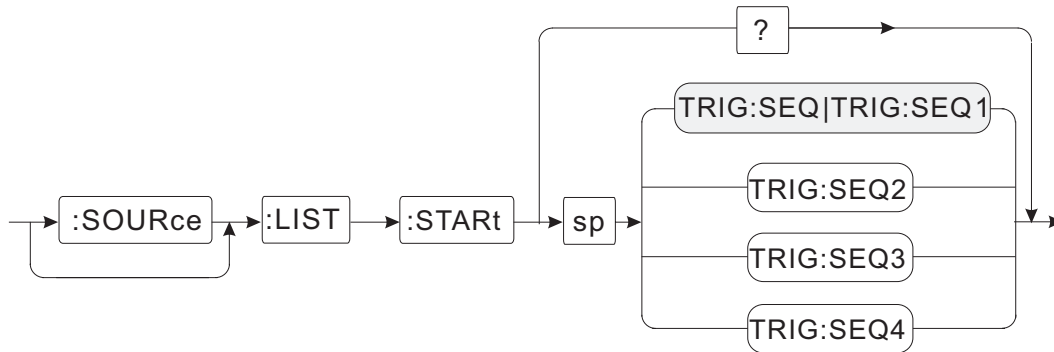 ?
TRIG:SEQ|TRIG:SEQ1
TRIG:SEQ2
:SOURce
:LIST
:STARt
sp
TRIG:SEQ3
TRIG:SEQ4